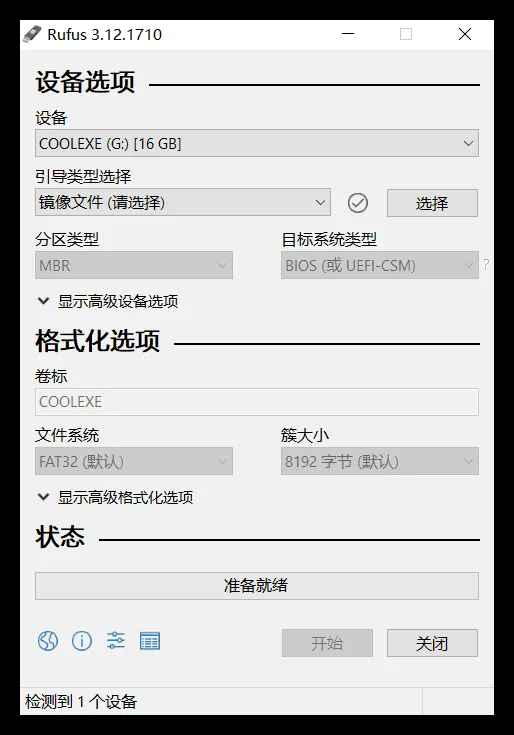 Rufus 3.12.1710
设备选项
设备
COOLEXE (G:) [16 GB]
引导类型选择
镜像文件 (请选择)
选择
分区类型
目标系统类型
MBR
BIOS (或 UEFI-CSM)
?
显示高级设备选项
格式化选项
卷标
COOLEXE
文件系统
簇大小
FAT32 (默认)
8192 字节 (默认)
显示高级格式化选项
状态
准备就绪
开始
关闭
检测到 1 个设备